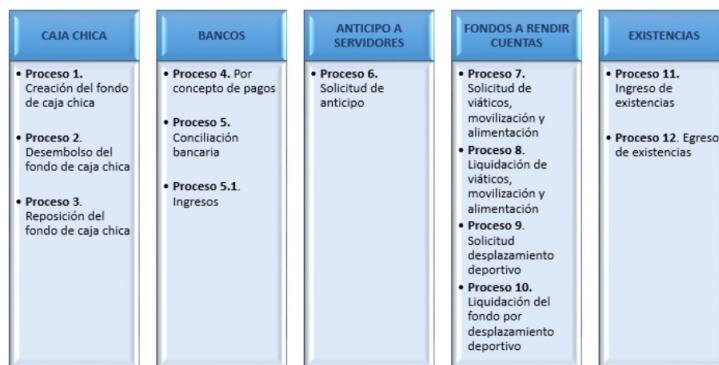 CAJA CHICA
• Proceso 1.
Creación del fondo
de caja chica
• Proceso 2.
Desembolso del
fondo de caja chica
• Proceso 3.
Reposición del
fondo de caja chica
BANCOS
• Proceso 4. Por
concepto de pagos
• Proceso 5.
Conciliación
bancaria
• Proceso 5.1.
Ingresos
ANTICIPO A
SERVIDORES
• Proceso 6.
Solicitud de
anticipo
FONDOS A RENDIR
CUENTAS
• Proceso 7.
Solicitud de
viáticos,
movilización y
alimentación
• Proceso 8.
Liquidación de
viáticos,
movilización y
alimentación
• Proceso 9.
Solicitud
desplazamiento
deportivo
• Proceso 10.
Liquidación del
fondo por
desplazamiento
deportivo
EXISTENCIAS
• Proceso 11.
Ingreso de
existencias
• Proceso 12. Egreso
de existencias